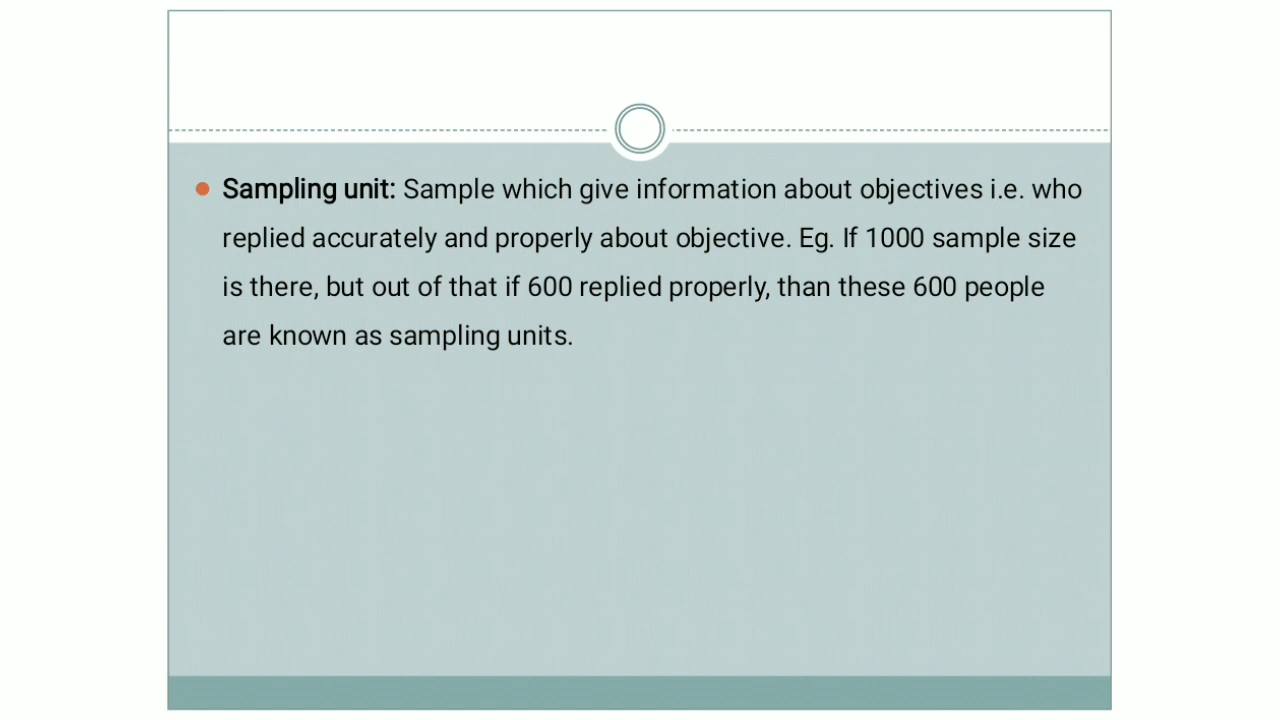 Sampling unit: Sample which give information about objectives i.e. who
replied accurately and properly about objective. Eg. If 1000 sample size
is there, but out of that if 600 replied properly, than these 600 people
are known as sampling units.